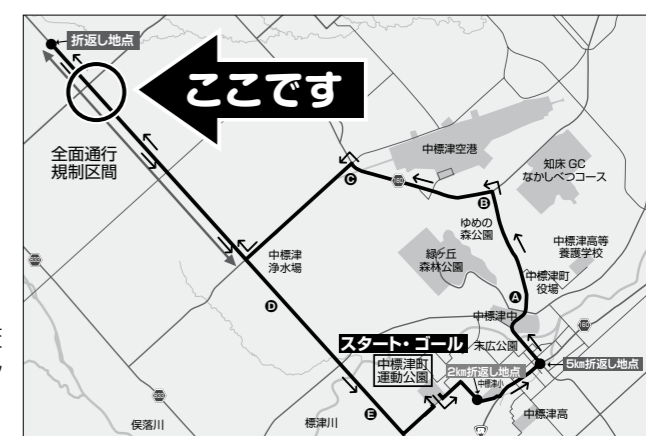 折返し地点
ここです
全面通行
規制区間
中標津空港
知床 GC
なかしべつコース
C
B
ゆめの
森公園
中標津高等
養護学校
緑ヶ丘
森林公園
中標津
浄水場
中標津町
役場
A
D
中標津中
スタート・ゴール
末広公園
中標津町
運動公園
2km折返し地点
5km折返し地点
中標津小
E
中標津高
俣落川
標津川